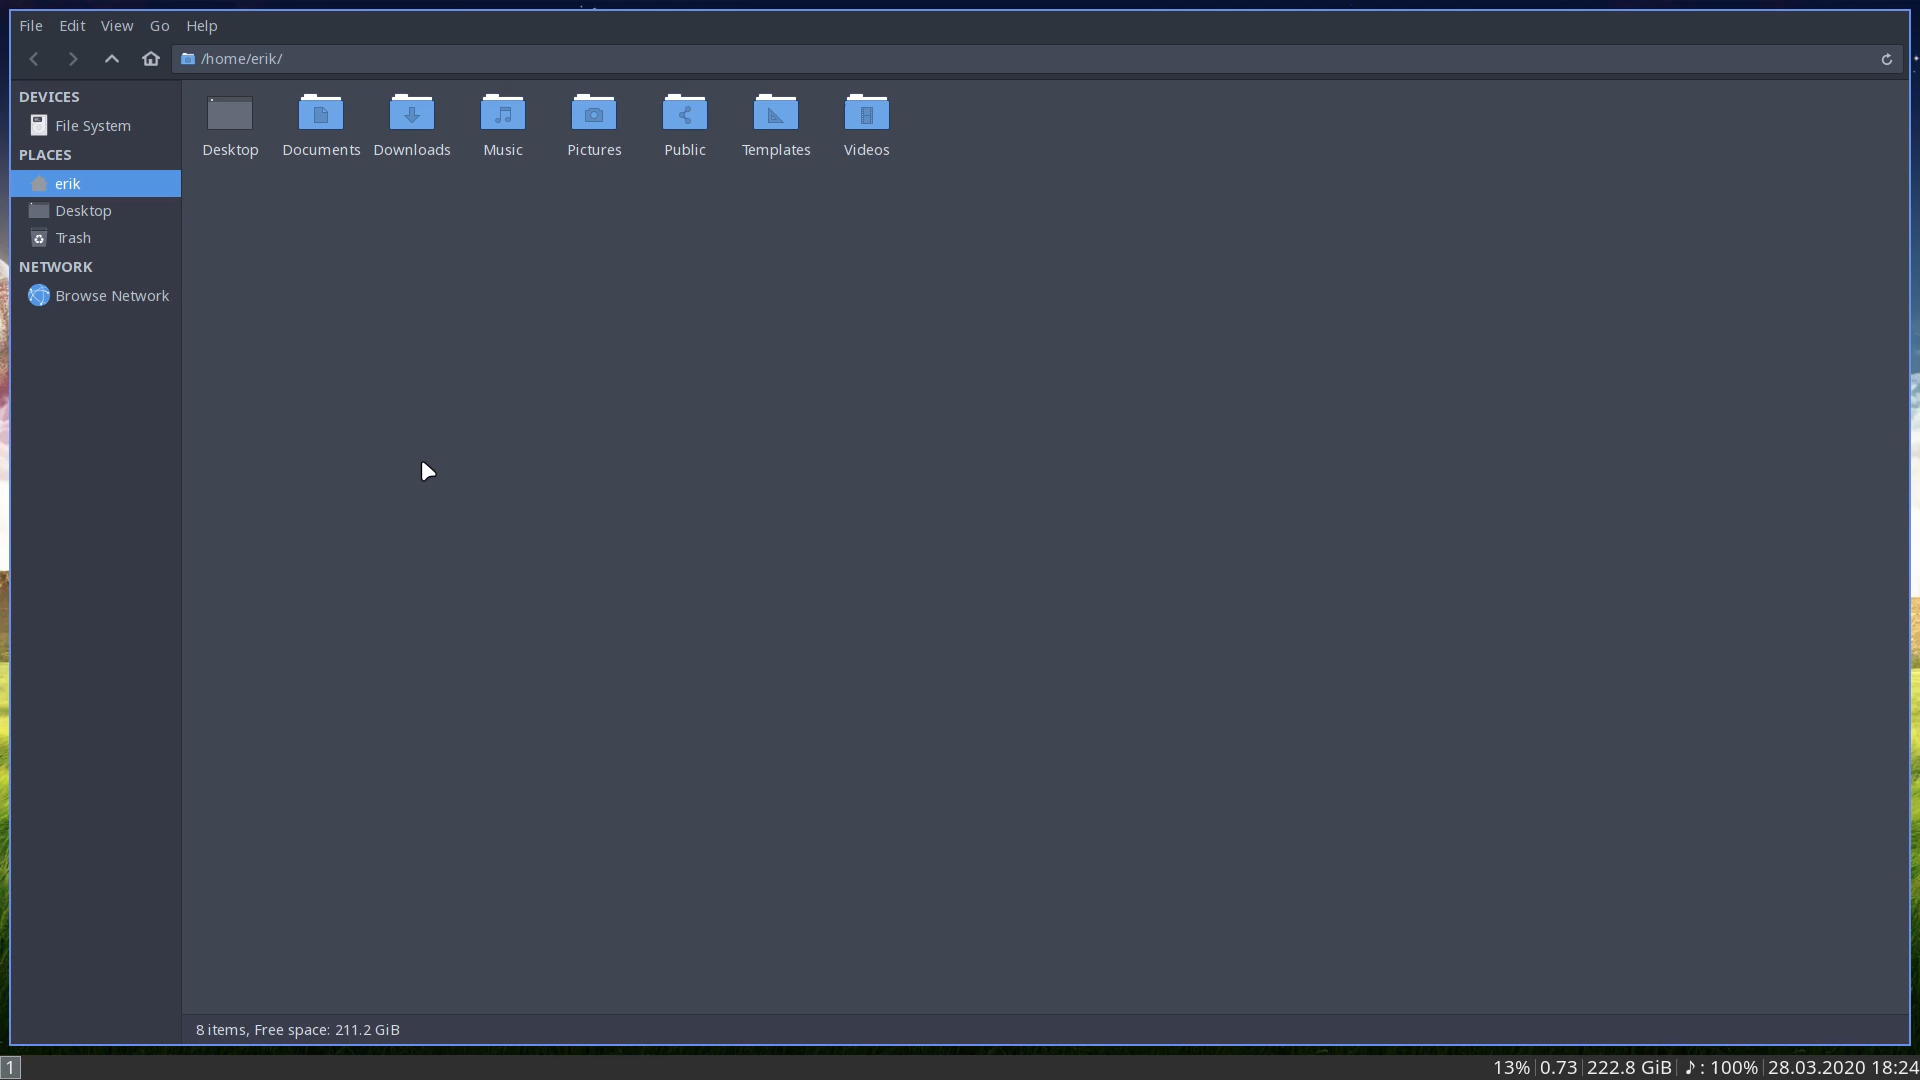 File Edit View Go Help
/home/erik/
DEVICES
File System
PLACES
erik
Desktop
Trash
NETWORK
Browse Network
Desktop Documents Downloads Music Pictures Public Templates Videos
8 items, Free space: 211.2 GiB
1
13% 0.73 222.8 GiB ♪: 100% 28.03.2020 18:24